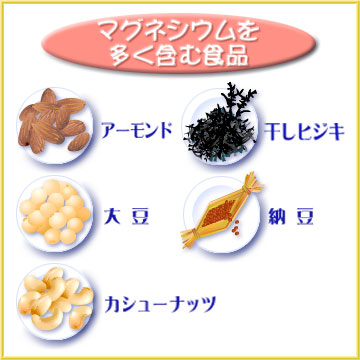 マグネシウムを
多く含む食品
アーモンド
干しヒジキ
大豆
納豆
カシューナッツ